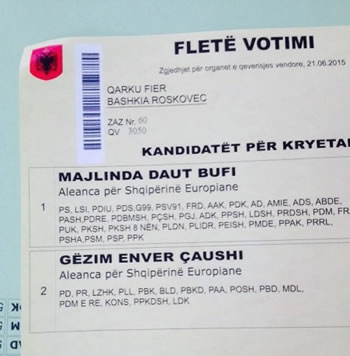 FLETË VOTIMI
Zgjedhjet për organet e qeverisjes vendore, 21.06.2015
QARKU FIER
BASHKIA ROSKOVEC
ZAZ Nr. 60
QV 3050
KANDIDATËT PËR KRYETA
MAJLINDA DAUT BUFI
Aleanca për Shqipërinë Europiane
1
PS, LSI, PDIU, PDS,G99, PSV91, FRD, AAK, PDK, AD, AMIE, ADS, ABDE,
PASH,PDRE, PDBMSH, PÇSH, PGJ, ADK, PPSH, LDSH, PRDSH, PDM, FR
PUK, PKSH, PKSH 8 NËN, PLDN, PLIDR, PEISH, PMDE, PPAK, PRRL,
PSHA,PSM, PSP, PPK
GËZIM ENVER ÇAUSHI
Aleanca për Shqipërinë Europiane
2
PD, PR, LZHK, PLL, PBK, BLD, PBKD, PAA, POSH, PBD, MDL,
PDM E RE, KONS, PPKDSH, LDK